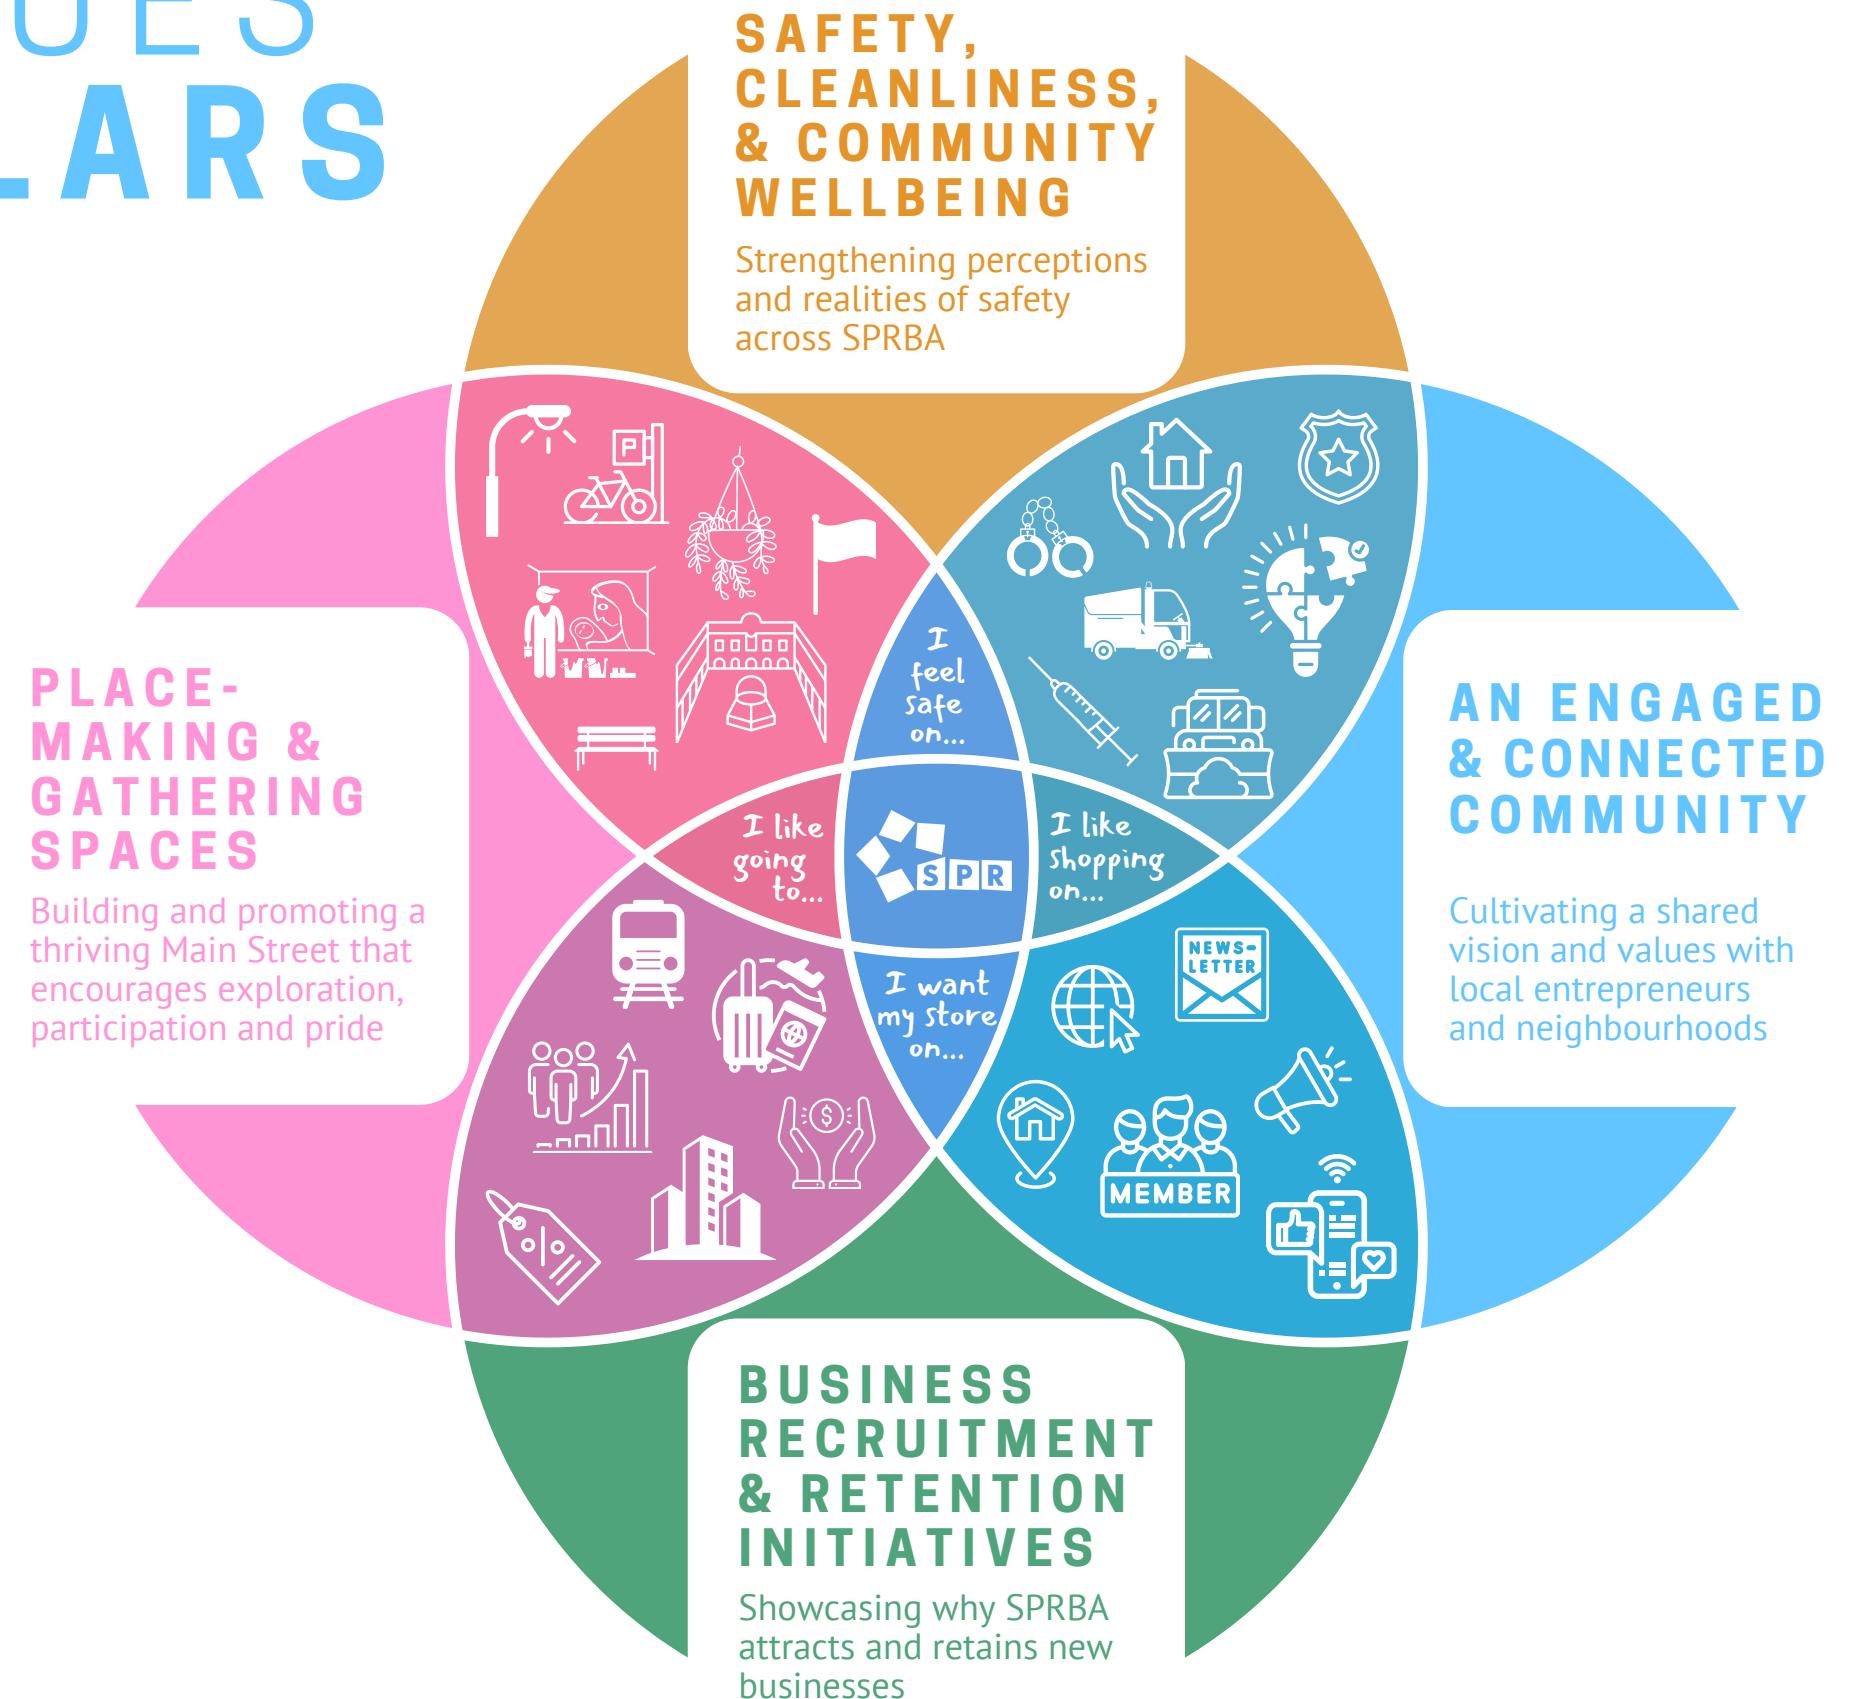 UES
LARS
SAFETY,
CLEANLINESS,
& COMMUNITY
WELLBEING
Strengthening perceptions
and realities of safety
across SPRBA
P
PLACE-
MAKING &
GATHERING
SPACES
Building and promoting a
thriving Main Street that
encourages exploration,
participation and pride
I
feel
safe
on...
I like
going
to...
SPR
I like
shopping
on...
I want
my store
on...
AN ENGAGED
& CONNECTED
COMMUNITY
Cultivating a shared
vision and values with
local entrepreneurs
and neighbourhoods
NEWS-
LETTER
$
MEMBER
%
BUSINESS
RECRUITMENT
& RETENTION
INITIATIVES
Showcasing why SPRBA
attracts and retains new
businesses